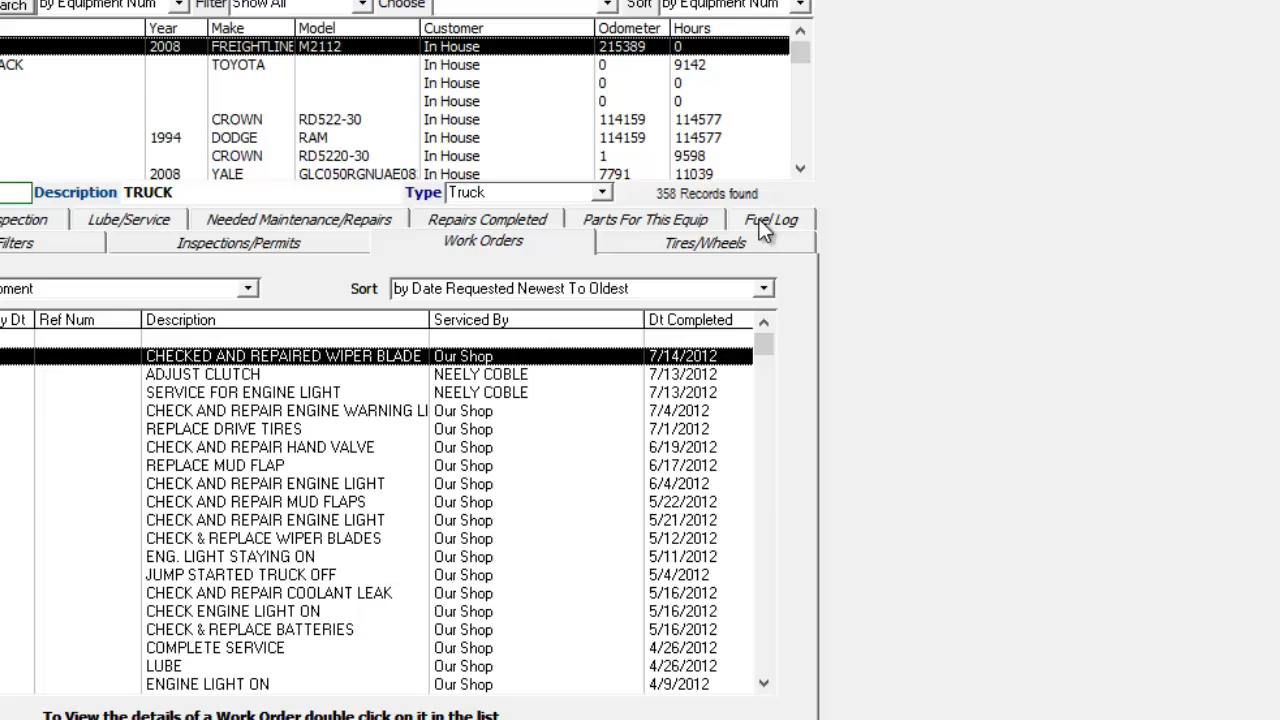 arch by Equipment Num Filter Show All Choose Sort by Equipment Num
Year Make Model Customer Odometer Hours
2008 FREIGHTLINE M2112 In House 215389 0
ACK TOYOTA In House 0 9142
In House 0 0
In House 0 0
CROWN RD522-30 In House 114159 114577
1994 DODGE RAM In House 114159 114577
CROWN RD5220-30 In House 1 9598
2008 YALE GLC050RGNUAE08 In House 7791 11039
Description TRUCK Type Truck 358 Records found
spection Lube/Service Needed Maintenance/Repairs Repairs Completed Parts For This Equip Fuel Log
Filters Inspections/Permits Work Orders Tires/Wheels
oment Sort by Date Requested Newest To Oldest
y Dt Ref Num Description Serviced By Dt Completed
CHECKED AND REPAIRED WIPER BLADE Our Shop 7/14/2012
ADJUST CLUTCH NEELY COBLE 7/13/2012
SERVICE FOR ENGINE LIGHT NEELY COBLE 7/13/2012
CHECK AND REPAIR ENGINE WARNING LI Our Shop 7/4/2012
REPLACE DRIVE TIRES Our Shop 7/1/2012
CHECK AND REPAIR HAND VALVE Our Shop 6/19/2012
REPLACE MUD FLAP Our Shop 6/17/2012
CHECK AND REPAIR ENGINE LIGHT Our Shop 6/4/2012
CHECK AND REPAIR MUD FLAPS Our Shop 5/22/2012
CHECK AND REPAIR ENGINE LIGHT Our Shop 5/21/2012
CHECK & REPLACE WIPER BLADES Our Shop 5/12/2012
ENG. LIGHT STAYING ON Our Shop 5/11/2012
JUMP STARTED TRUCK OFF Our Shop 5/4/2012
CHECK AND REPAIR COOLANT LEAK Our Shop 5/16/2012
CHECK ENGINE LIGHT ON Our Shop 5/16/2012
CHECK & REPLACE BATTERIES Our Shop 5/16/2012
COMPLETE SERVICE Our Shop 4/26/2012
LUBE Our Shop 4/26/2012
ENGINE LIGHT ON Our Shop 4/9/2012
To View the details of a Work Order double click on it in the list